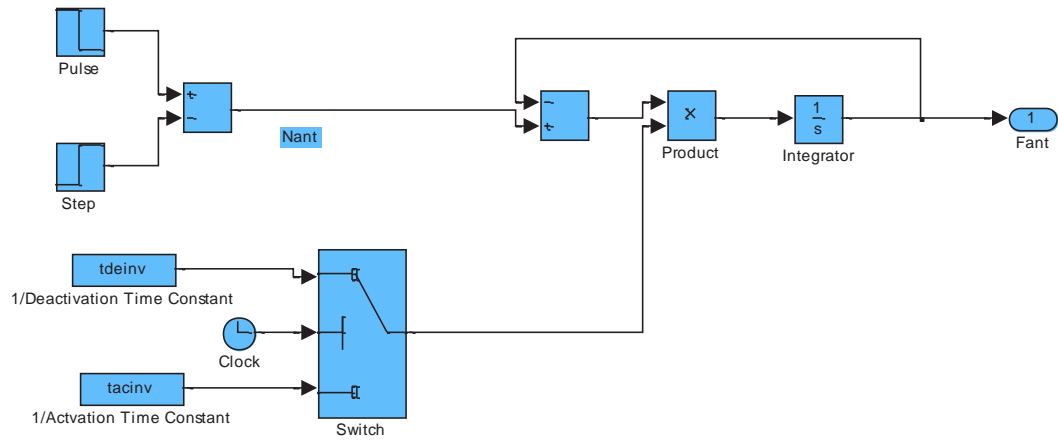 Pulse
+
−
Nant
Step
−
+
×
Product
1
s
Integrator
1
Fant
tdeinv
1/Deactivation Time Constant
Clock
tacinv
1/Actvation Time Constant
Switch